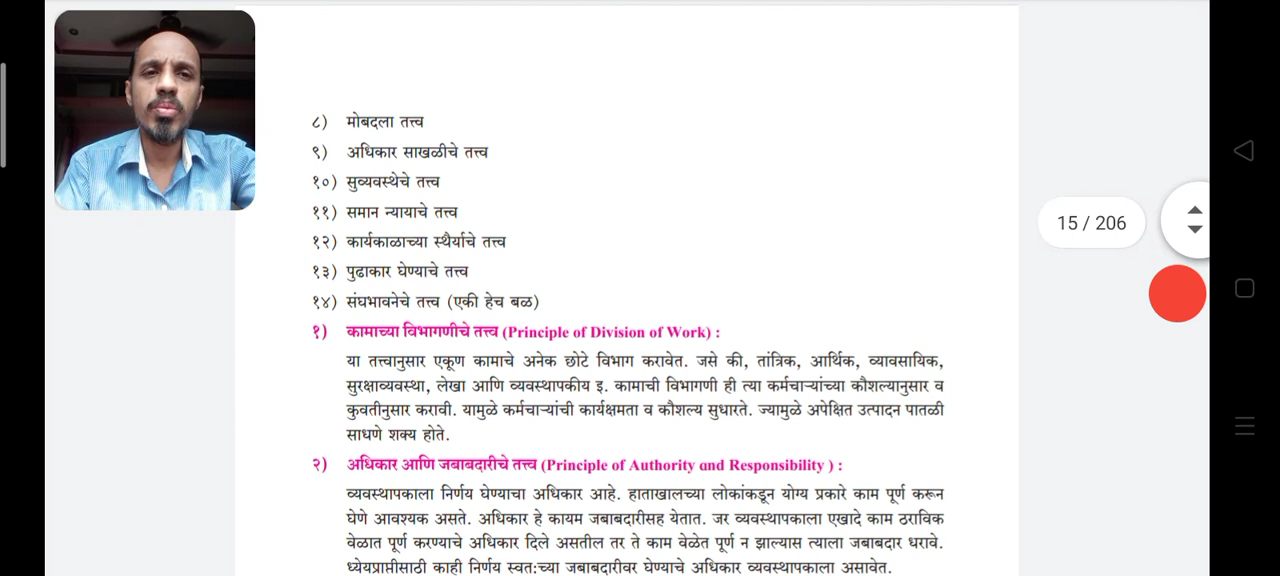 ८) मोबदला तत्त्व
९) अधिकार साखळीचे तत्त्व
१०) सुव्यवस्थेचे तत्त्व
११) समान न्यायाचे तत्त्व
१२) कार्यकाळाच्या स्थैर्याचे तत्त्व
१३) पुढाकार घेण्याचे तत्त्व
१४) संघभावनेचे तत्त्व (एकी हेच बळ)
१) कामाच्या विभागणीचे तत्त्व (Principle of Division of Work) :
या तत्त्वानुसार एकूण कामाचे अनेक छोटे विभाग करावेत. जसे की, तांत्रिक, आर्थिक, व्यावसायिक,
सुरक्षाव्यवस्था, लेखा आणि व्यवस्थापकीय इ. कामाची विभागणी ही त्या कर्मचाऱ्यांच्या कौशल्यानुसार व
कुवतीनुसार करावी. यामुळे कर्मचाऱ्यांची कार्यक्षमता व कौशल्य सुधारते. ज्यामुळे अपेक्षित उत्पादन पातळी
साधणे शक्य होते.
२) अधिकार आणि जबाबदारीचे तत्त्व (Principle of Authority and Responsibility ) :
व्यवस्थापकाला निर्णय घेण्याचा अधिकार आहे. हाताखालच्या लोकांकडून योग्य प्रकारे काम पूर्ण करून
घेणे आवश्यक असते. अधिकार हे कायम जबाबदारीसह येतात. जर व्यवस्थापकाला एखादे काम ठराविक
वेळात पूर्ण करण्याचे अधिकार दिले असतील तर ते काम वेळेत पूर्ण न झाल्यास त्याला जबाबदार धरावे.
ध्येयप्राप्तीसाठी काही निर्णय स्वत:च्या जबाबदारीवर घेण्याचे अधिकार व्यवस्थापकाला असावेत.
15 / 206